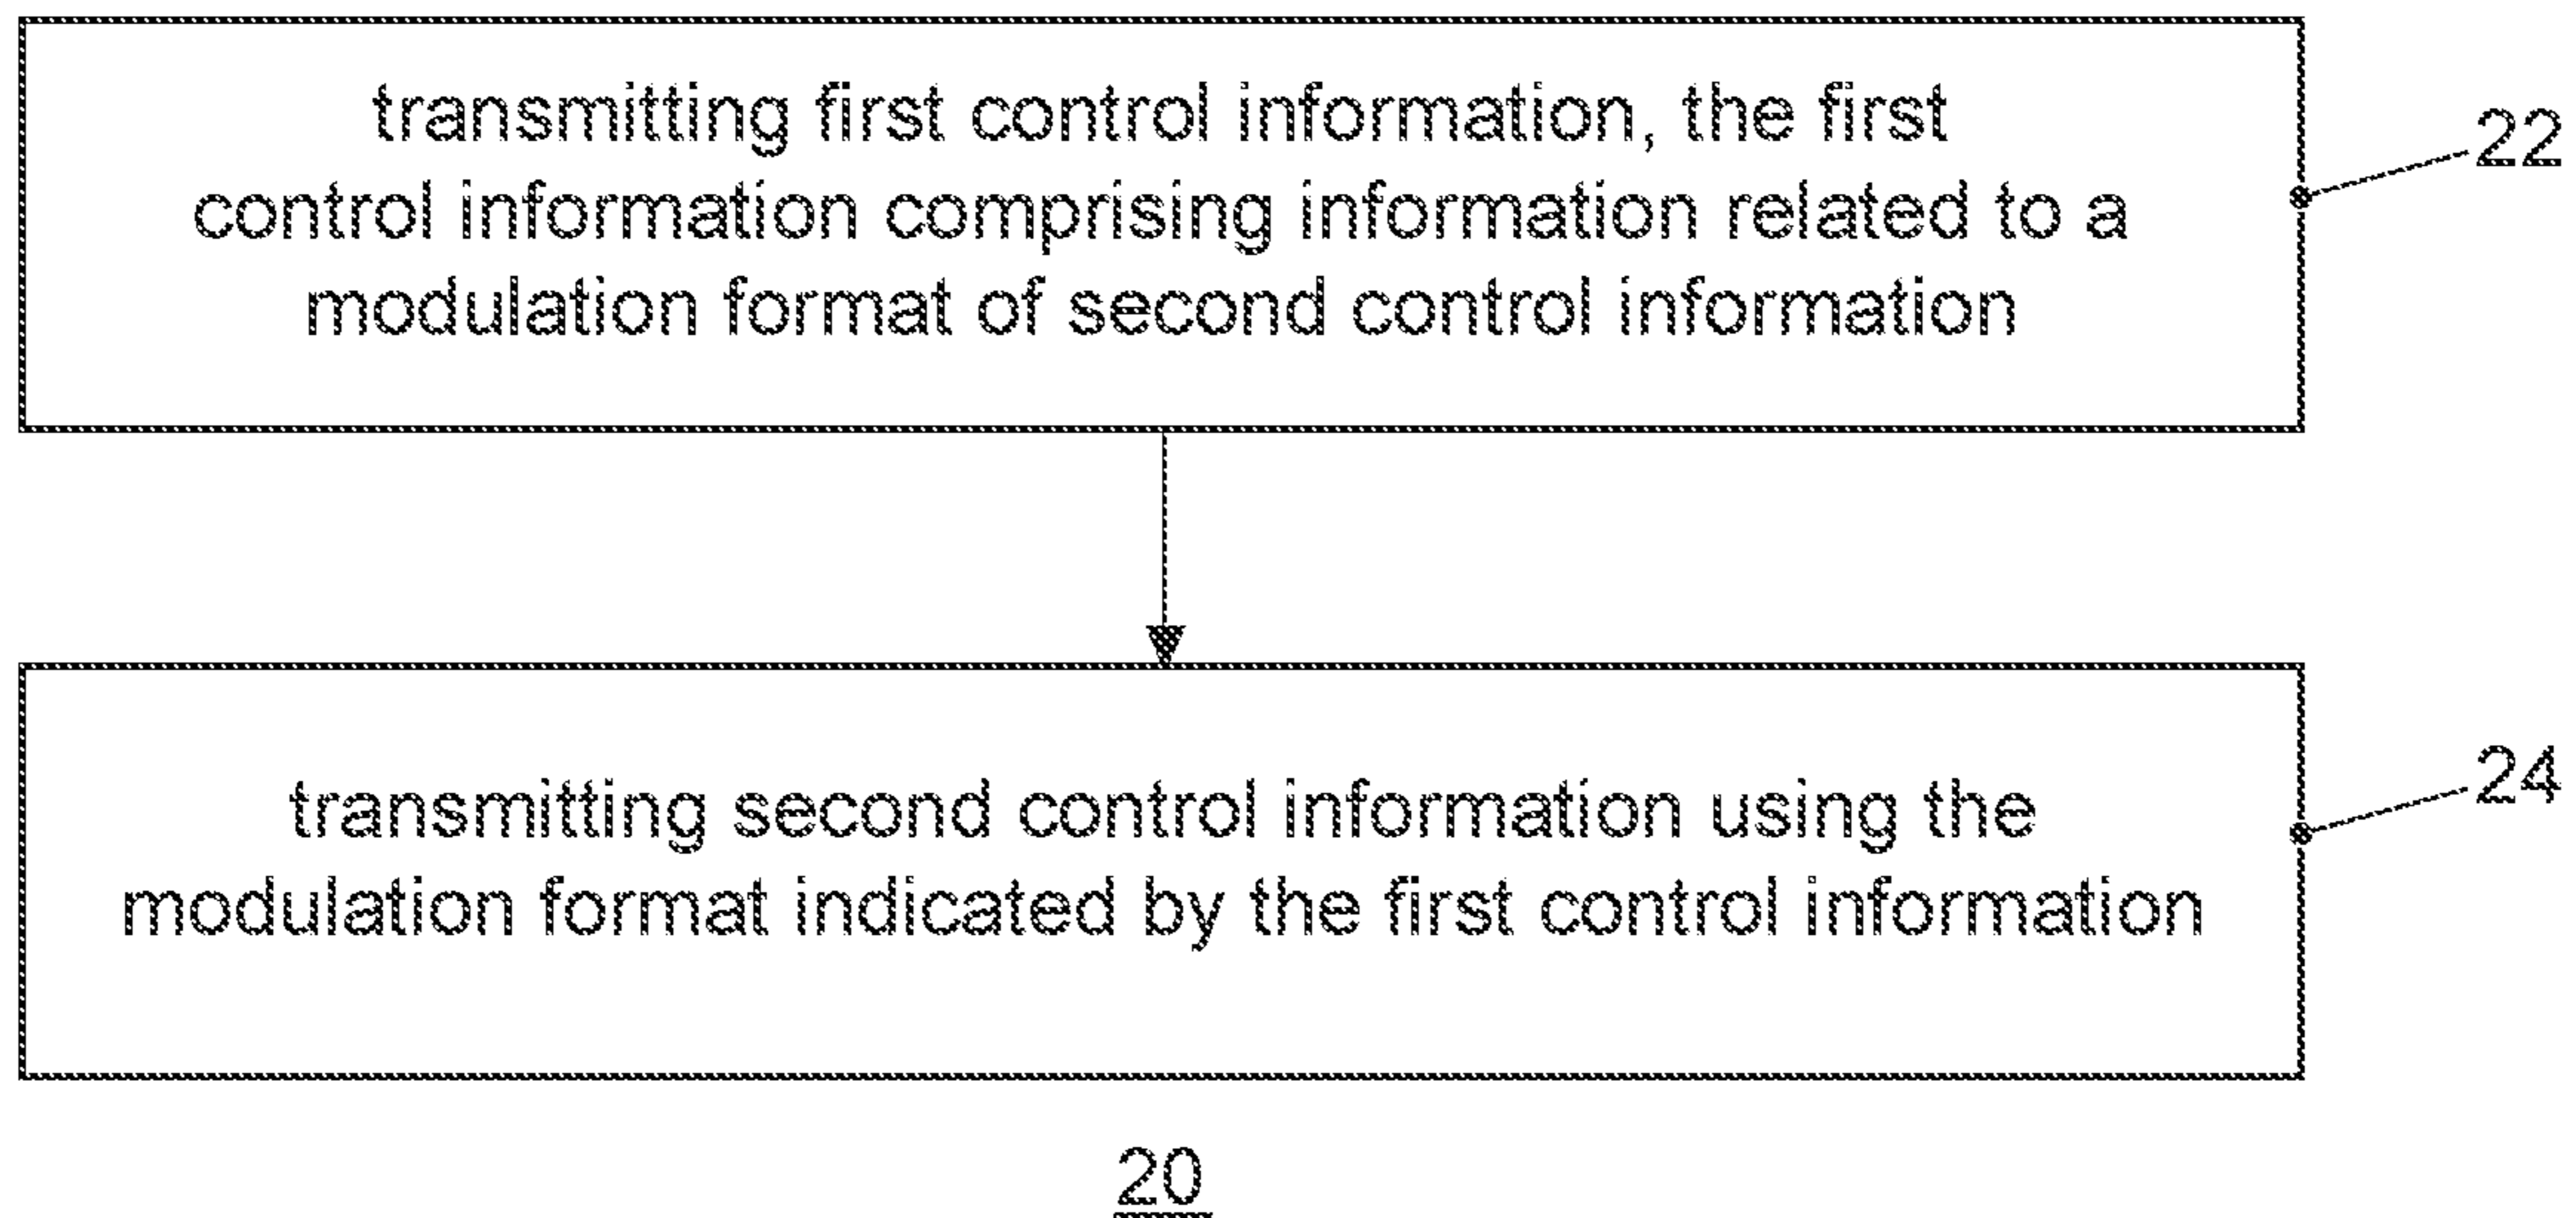 transmitting first control information, the first
control information comprising information related to a
modulation format of second control information
22
transmitting second control information using the
modulation format indicated by the first control information
24
20